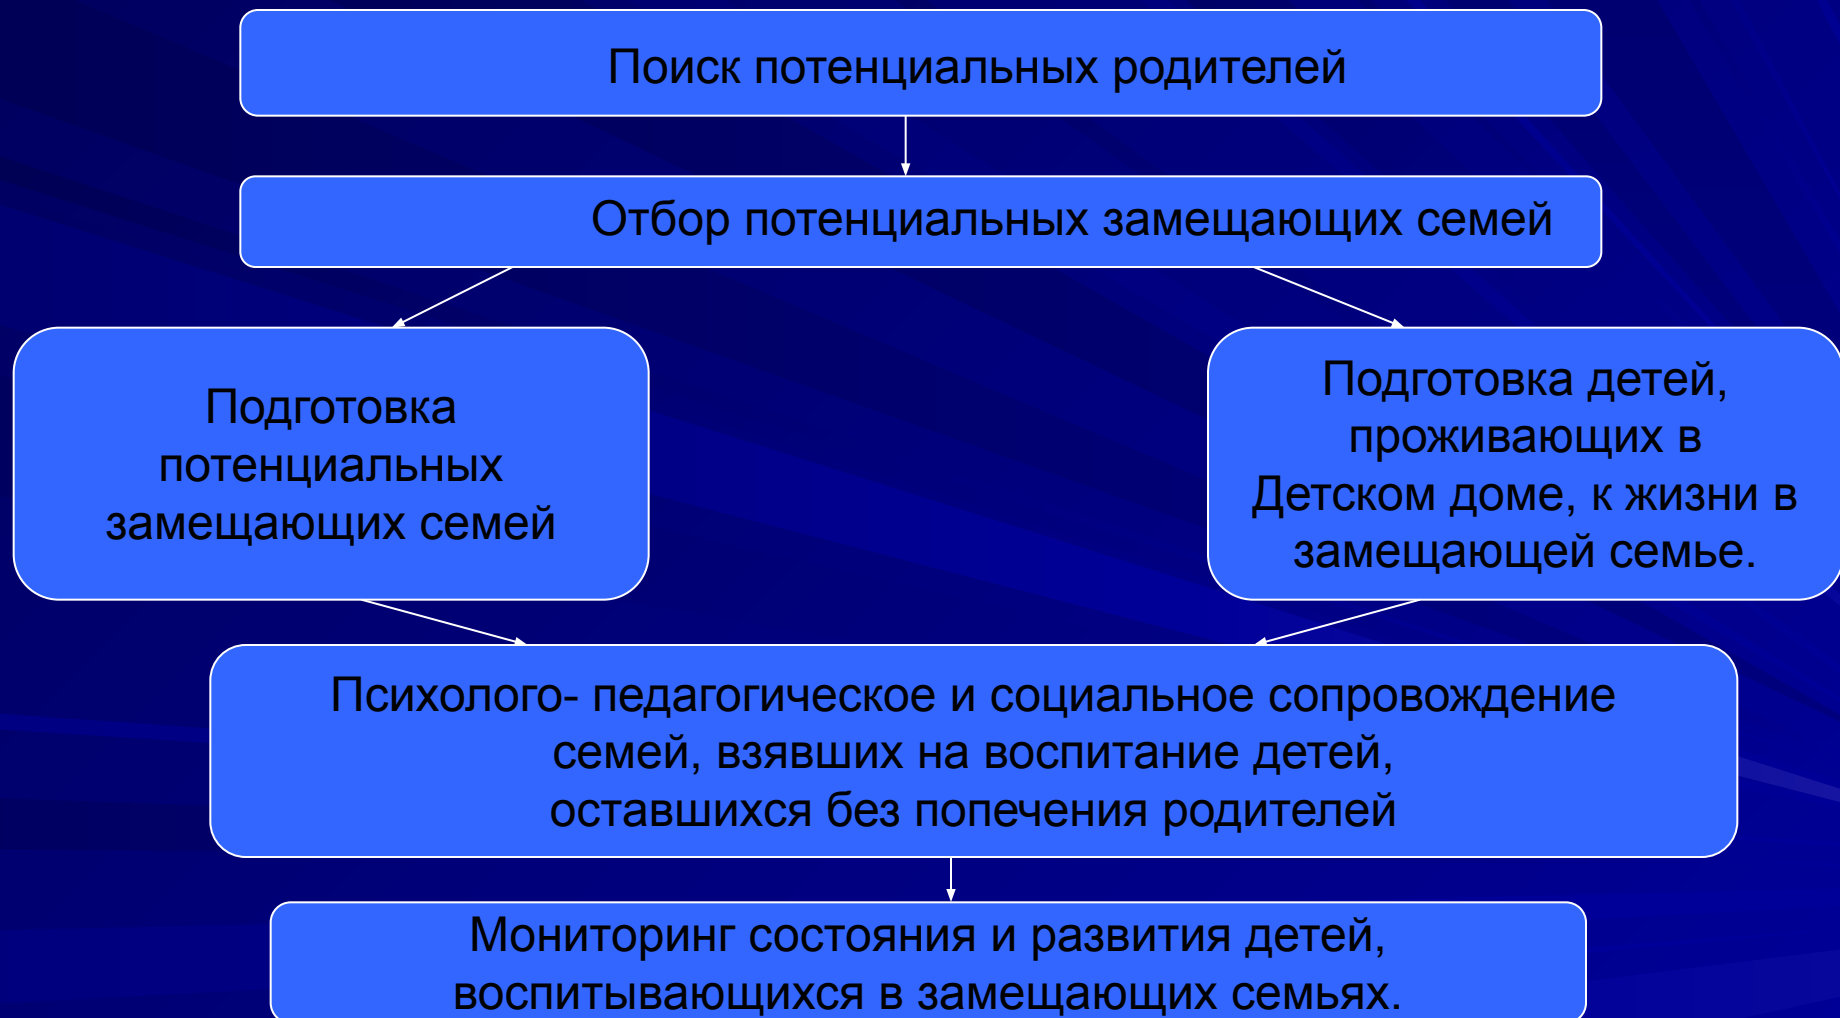 Поиск потенциальных родителей
Отбор потенциальных замещающих семей
Подготовка
потенциальных
замещающих семей
Подготовка детей,
проживающих в
Детском доме, к жизни в
замещающей семье.
Психолого- педагогическое и социальное сопровождение
семей, взявших на воспитание детей,
оставшихся без попечения родителей
Мониторинг состояния и развития детей,
воспитывающихся в замещающих семьях.